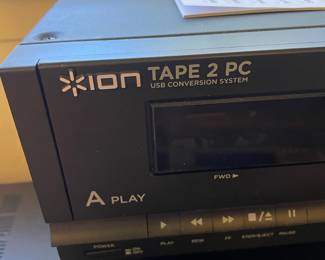 ION TAPE 2 PC
USB CONVERSION SYSTEM
FWD ▶
A PLAY
POWER
PLAY REW FF STOP/EJECT PAUSE